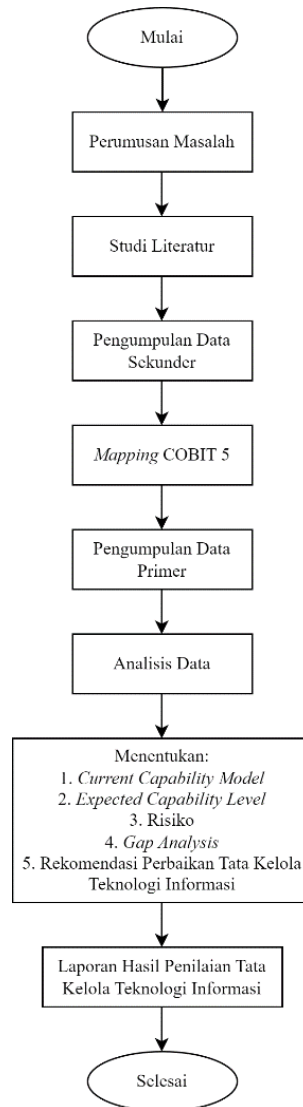 Mulai
Perumusan Masalah
Studi Literatur
Pengumpulan Data
Sekunder
Mapping COBIT 5
Pengumpulan Data
Primer
Analisis Data
Menentukan:
1. Current Capability Model
2. Expected Capability Level
3. Risiko
4. Gap Analysis
5. Rekomendasi Perbaikan Tata Kelola
Teknologi Informasi
Laporan Hasil Penilaian Tata
Kelola Teknologi Informasi
Selesai